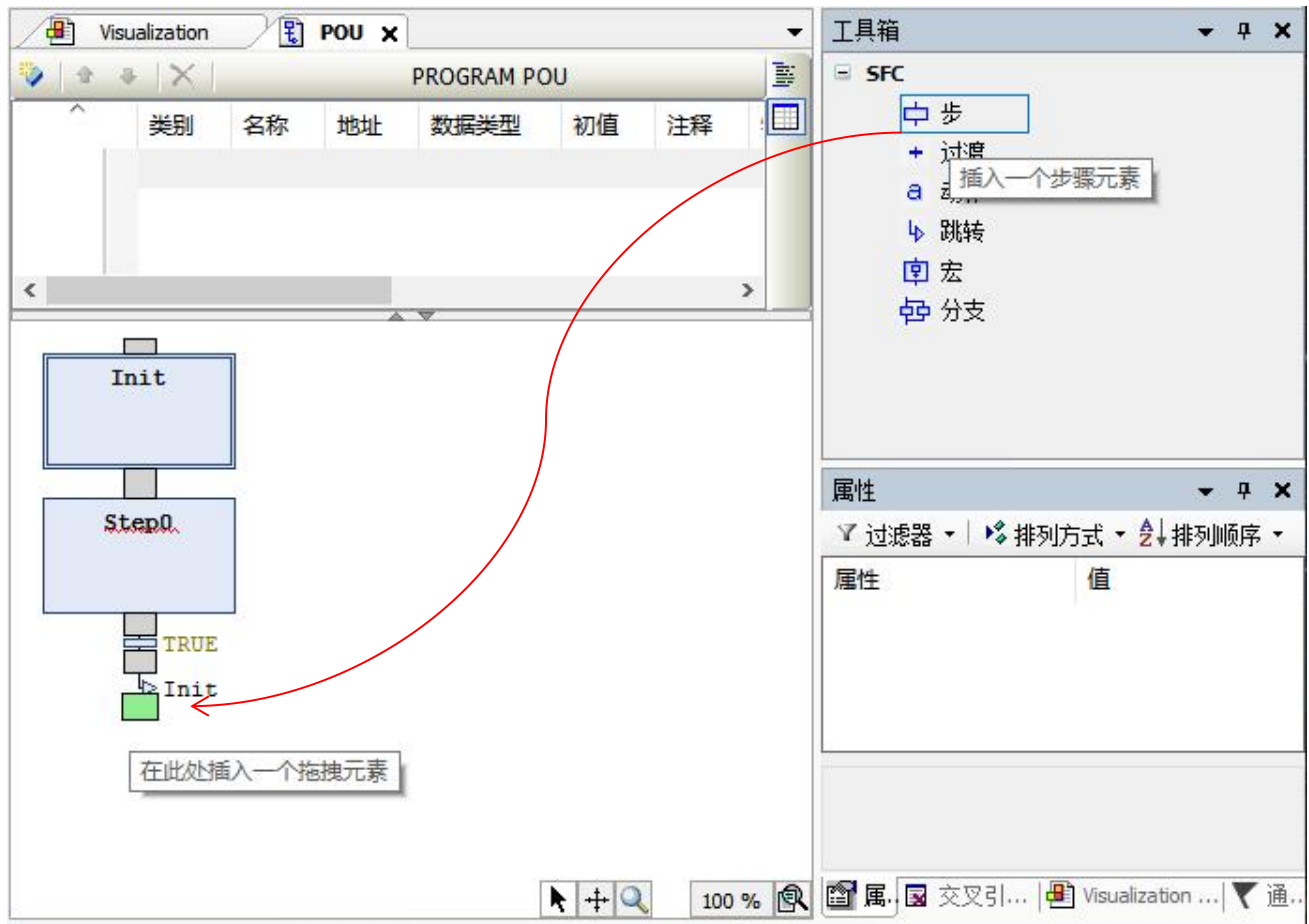 Visualization
POU
PROGRAM POU
类别 名称 地址 数据类型 初值 注释
Init
Step0
TRUE
Init
在此处插入一个拖拽元素
100 %
工具箱
SFC
步
过渡
插入一个步骤元素
a
跳转
宏
分支
属性
过滤器 排列方式 排列顺序
属性 值
属.. 交叉引... Visualization ... 通..